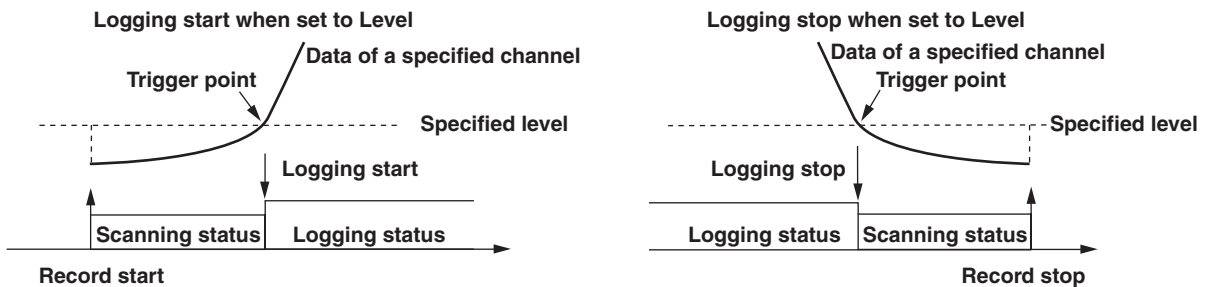 Logging start when set to Level
Data of a specified channel
Trigger point
Specified level
Logging start
Scanning status
Logging status
Record start
Logging stop when set to Level
Data of a specified channel
Trigger point
Specified level
Logging stop
Logging status
Scanning status
Record stop